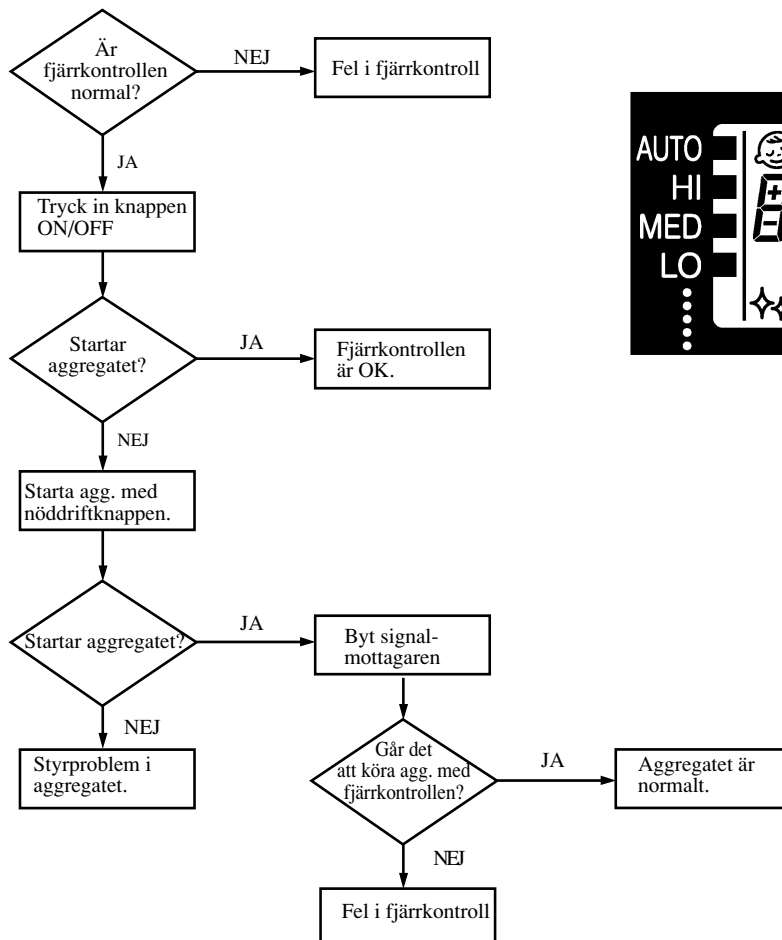 Är
fjärrkontrollen
normal?
NEJ
Fel i fjärrkontroll
JA
Tryck in knappen
ON/OFF
Startar
aggregatet?
JA
Fjärrkontrollen
är OK.
NEJ
Starta agg. med
nöddriftknappen.
Startar aggregatet?
JA
Byt signal-
mottagaren
NEJ
Styrproblem i
aggregatet.
Går det
att köra agg. med
fjärrkontrollen?
JA
Aggregatet är
normalt.
NEJ
Fel i fjärrkontroll
AUTO
HI
MED
LO